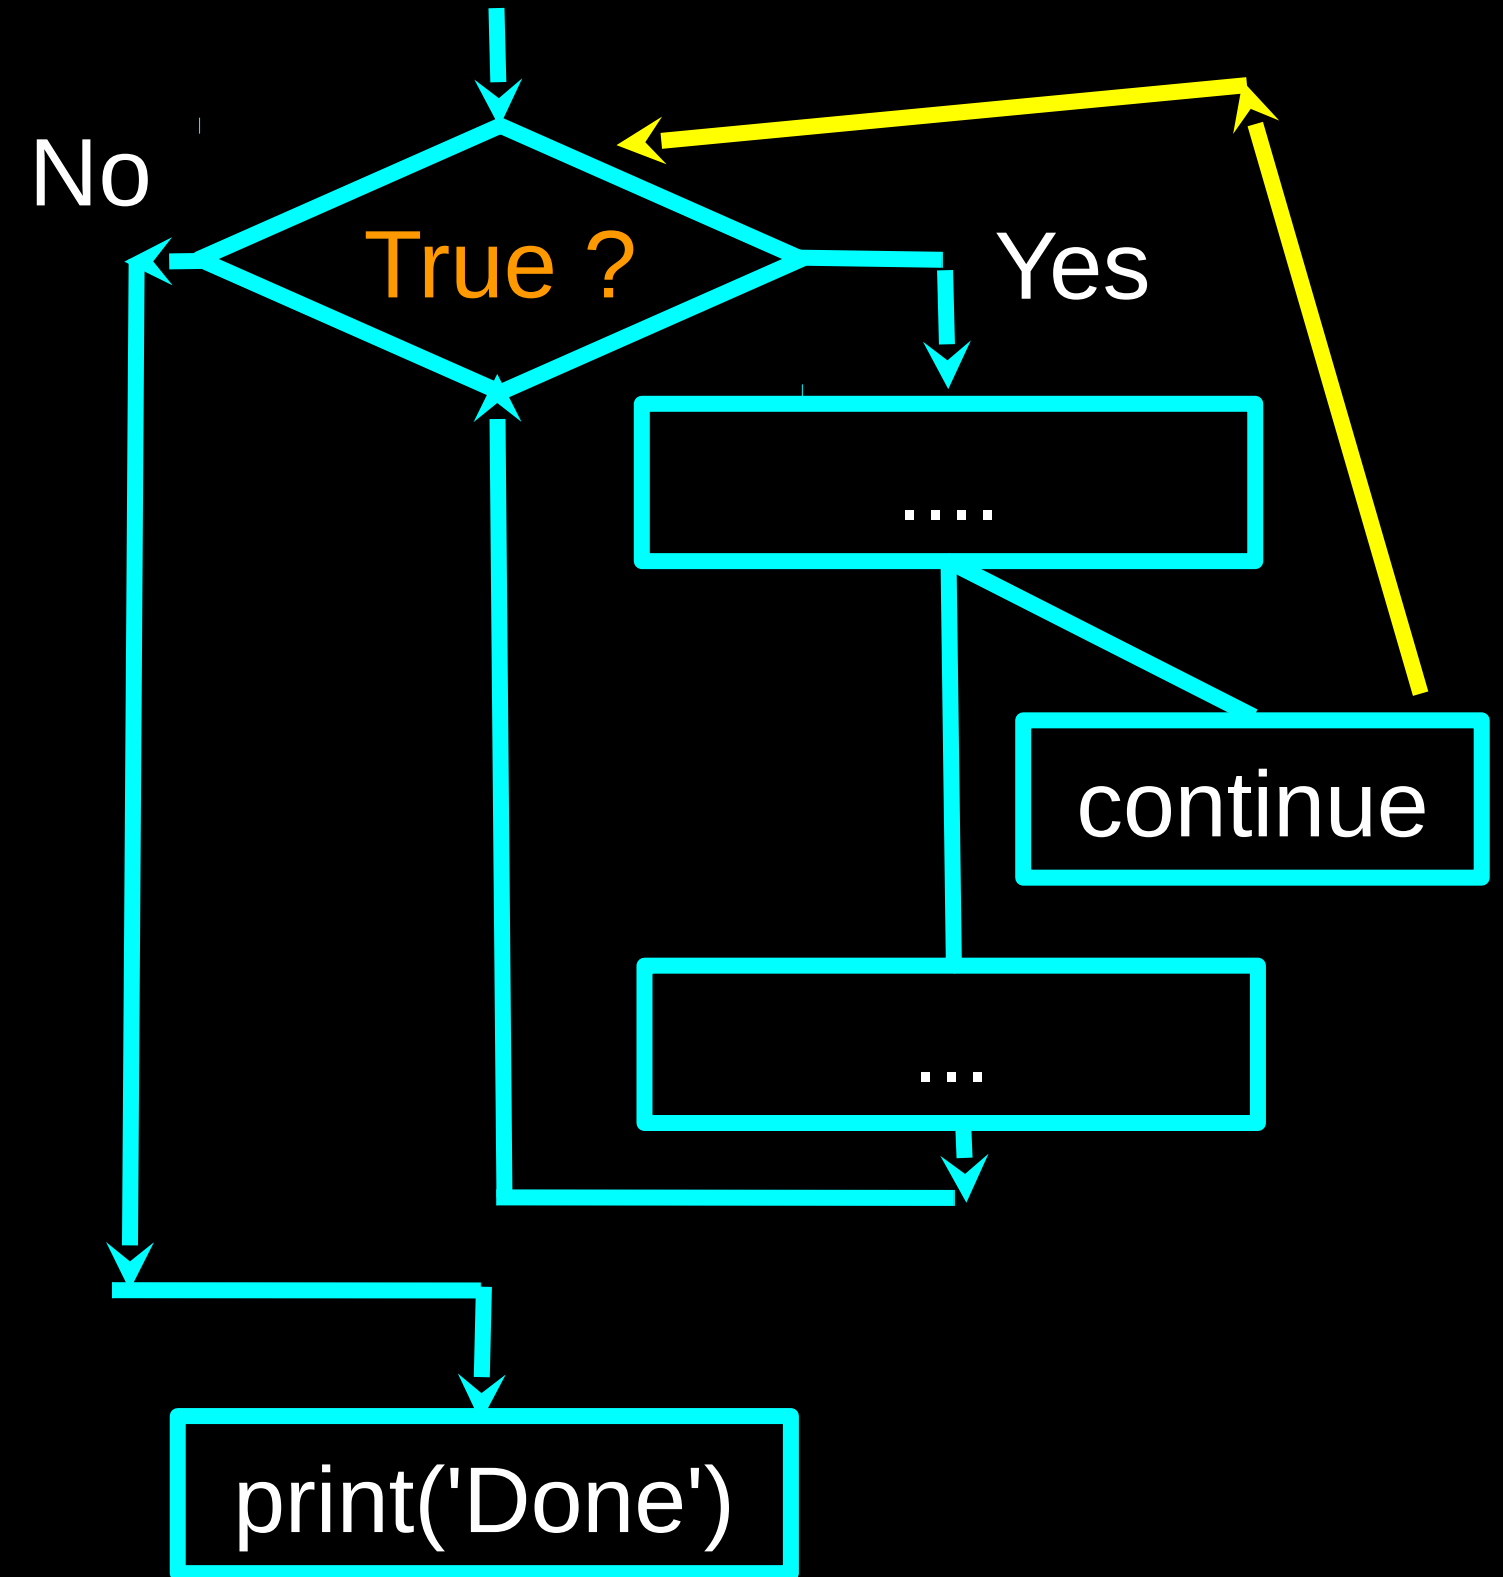 No
True ?
Yes
....
continue
...
print('Done')